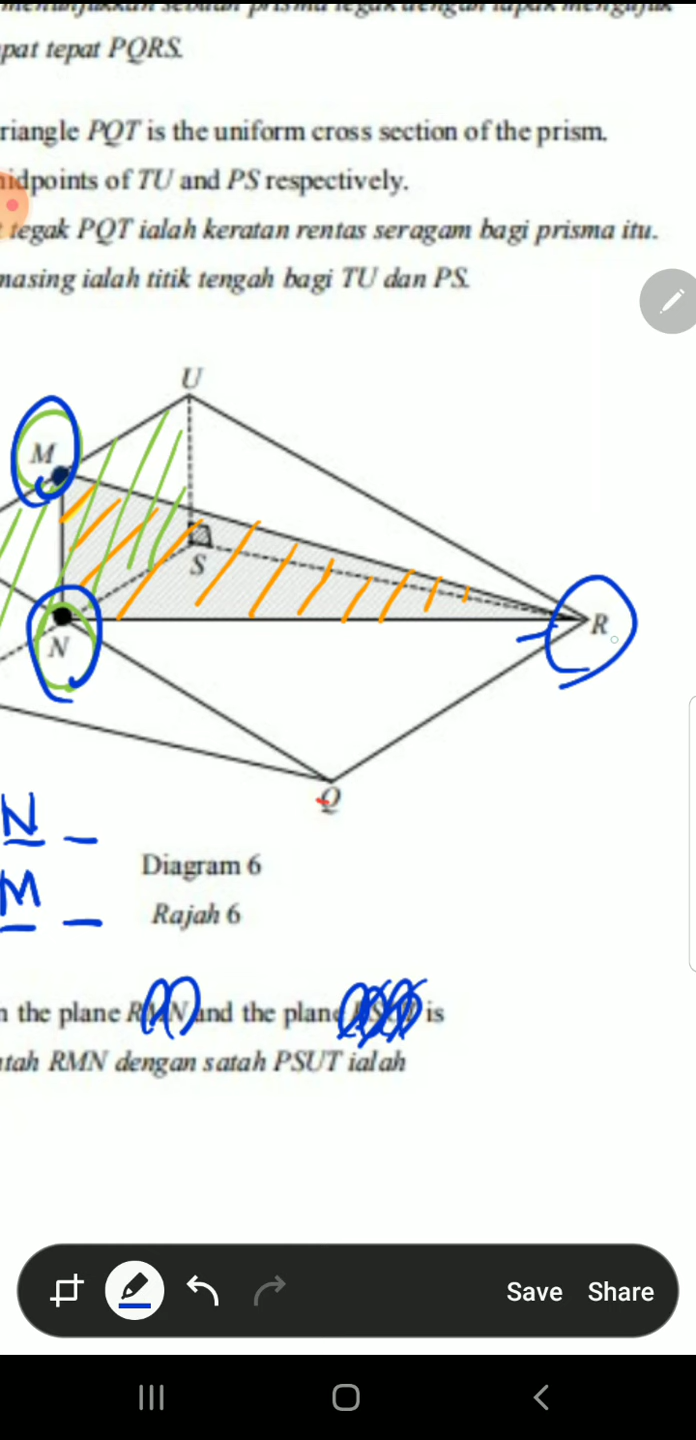 pat tepat PQRS.
riangle PQT is the uniform cross section of the prism.
nidpoints of TU and PS respectively.
tegak PQT ialah keratan rentas seragam bagi prisma itu.
masing ialah titik tengah bagi TU dan PS.
U
M
S
N
R
Q
N –
M –
Diagram 6
Rajah 6
n the plane and the plane is
tah RMN dengan satah PSUT ialah
Save Share